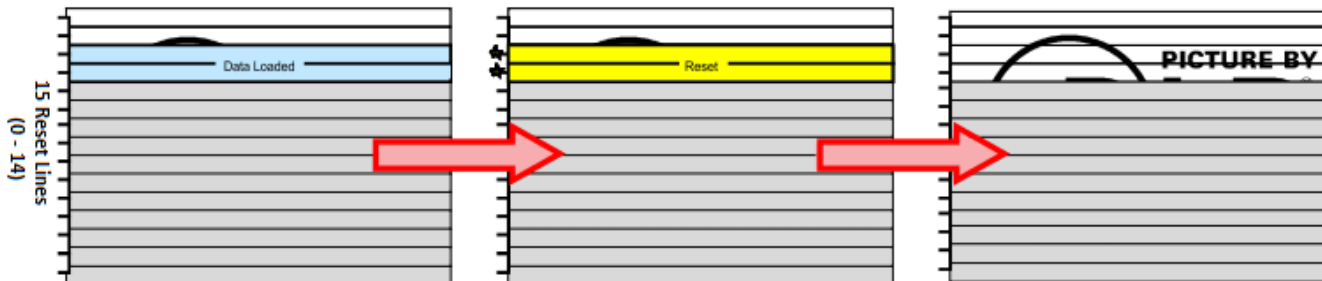 15 Reset Lines
(0 - 14)
Data Loaded
Reset
PICTURE BY